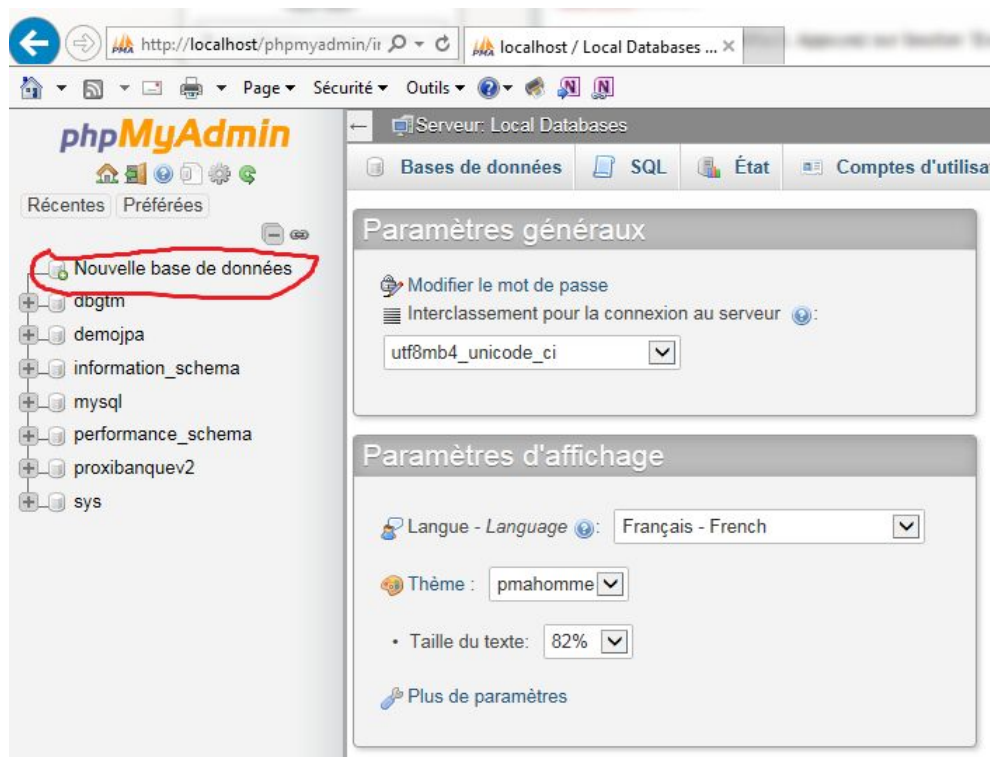 http://localhost/phpmyadmin/ir
localhost / Local Databases ...
Page Sécurité Outils
phpMyAdmin
Récentes Préférées
Nouvelle base de données
dbgtm
demojpa
information_schema
mysql
performance_schema
proxibanquev2
sys
Serveur: Local Databases
Bases de données SQL État Comptes d'utilisa
Paramètres généraux
Modifier le mot de passe
Interclassement pour la connexion au serveur :
utf8mb4_unicode_ci
Paramètres d'affichage
Langue - Language : Français - French
Thème : pmahomme
• Taille du texte: 82%
Plus de paramètres